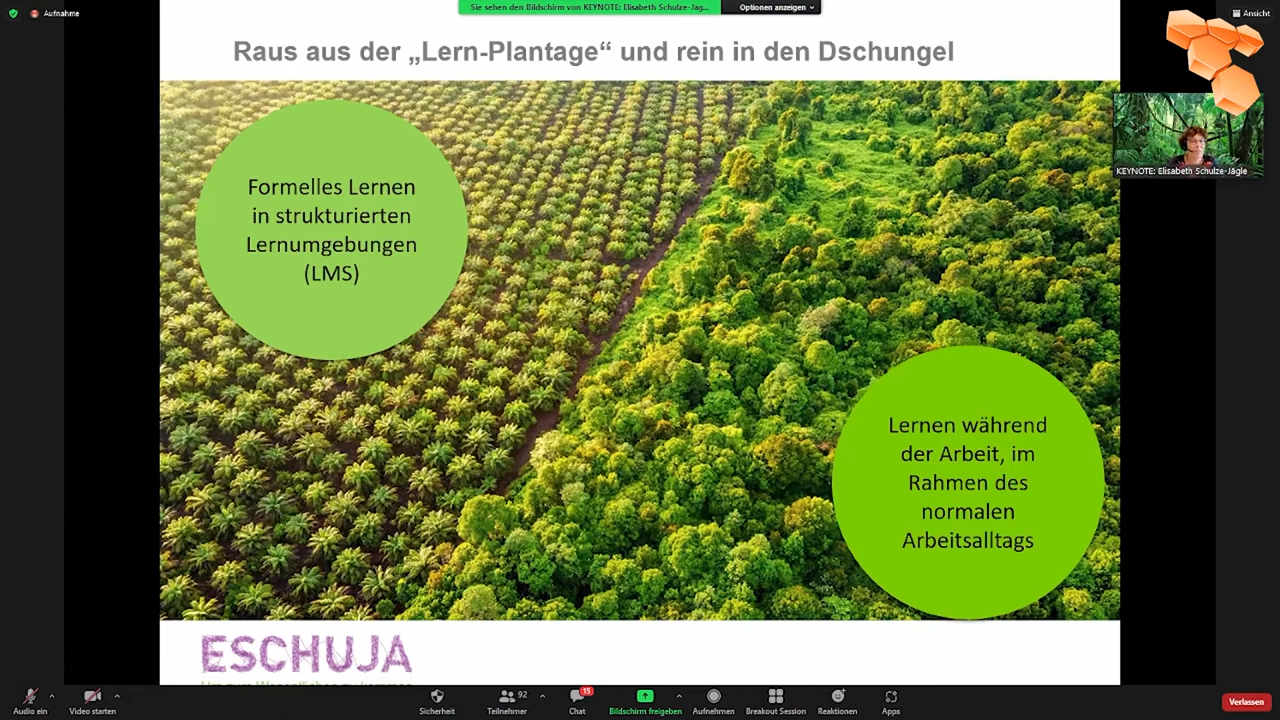 Aufnahme
Sie sehen den Bildschirm von KEYNOTE: Elisabeth Schulze-Jäg...
Optionen anzeigen
Ansicht
Raus aus der „Lern-Plantage“ und rein in den Dschungel
KEYNOTE: Elisabeth Schulze-Jägle
Formelles Lernen
in strukturierten
Lernumgebungen
(LMS)
Lernen während
der Arbeit, im
Rahmen des
normalen
Arbeitsalltags
ESCHUJA
Audio ein
Video starten
Sicherheit
92
Teilnehmer
15
Chat
Bildschirm freigeben
Aufnehmen
Breakout Session
Reaktionen
Apps
Verlassen